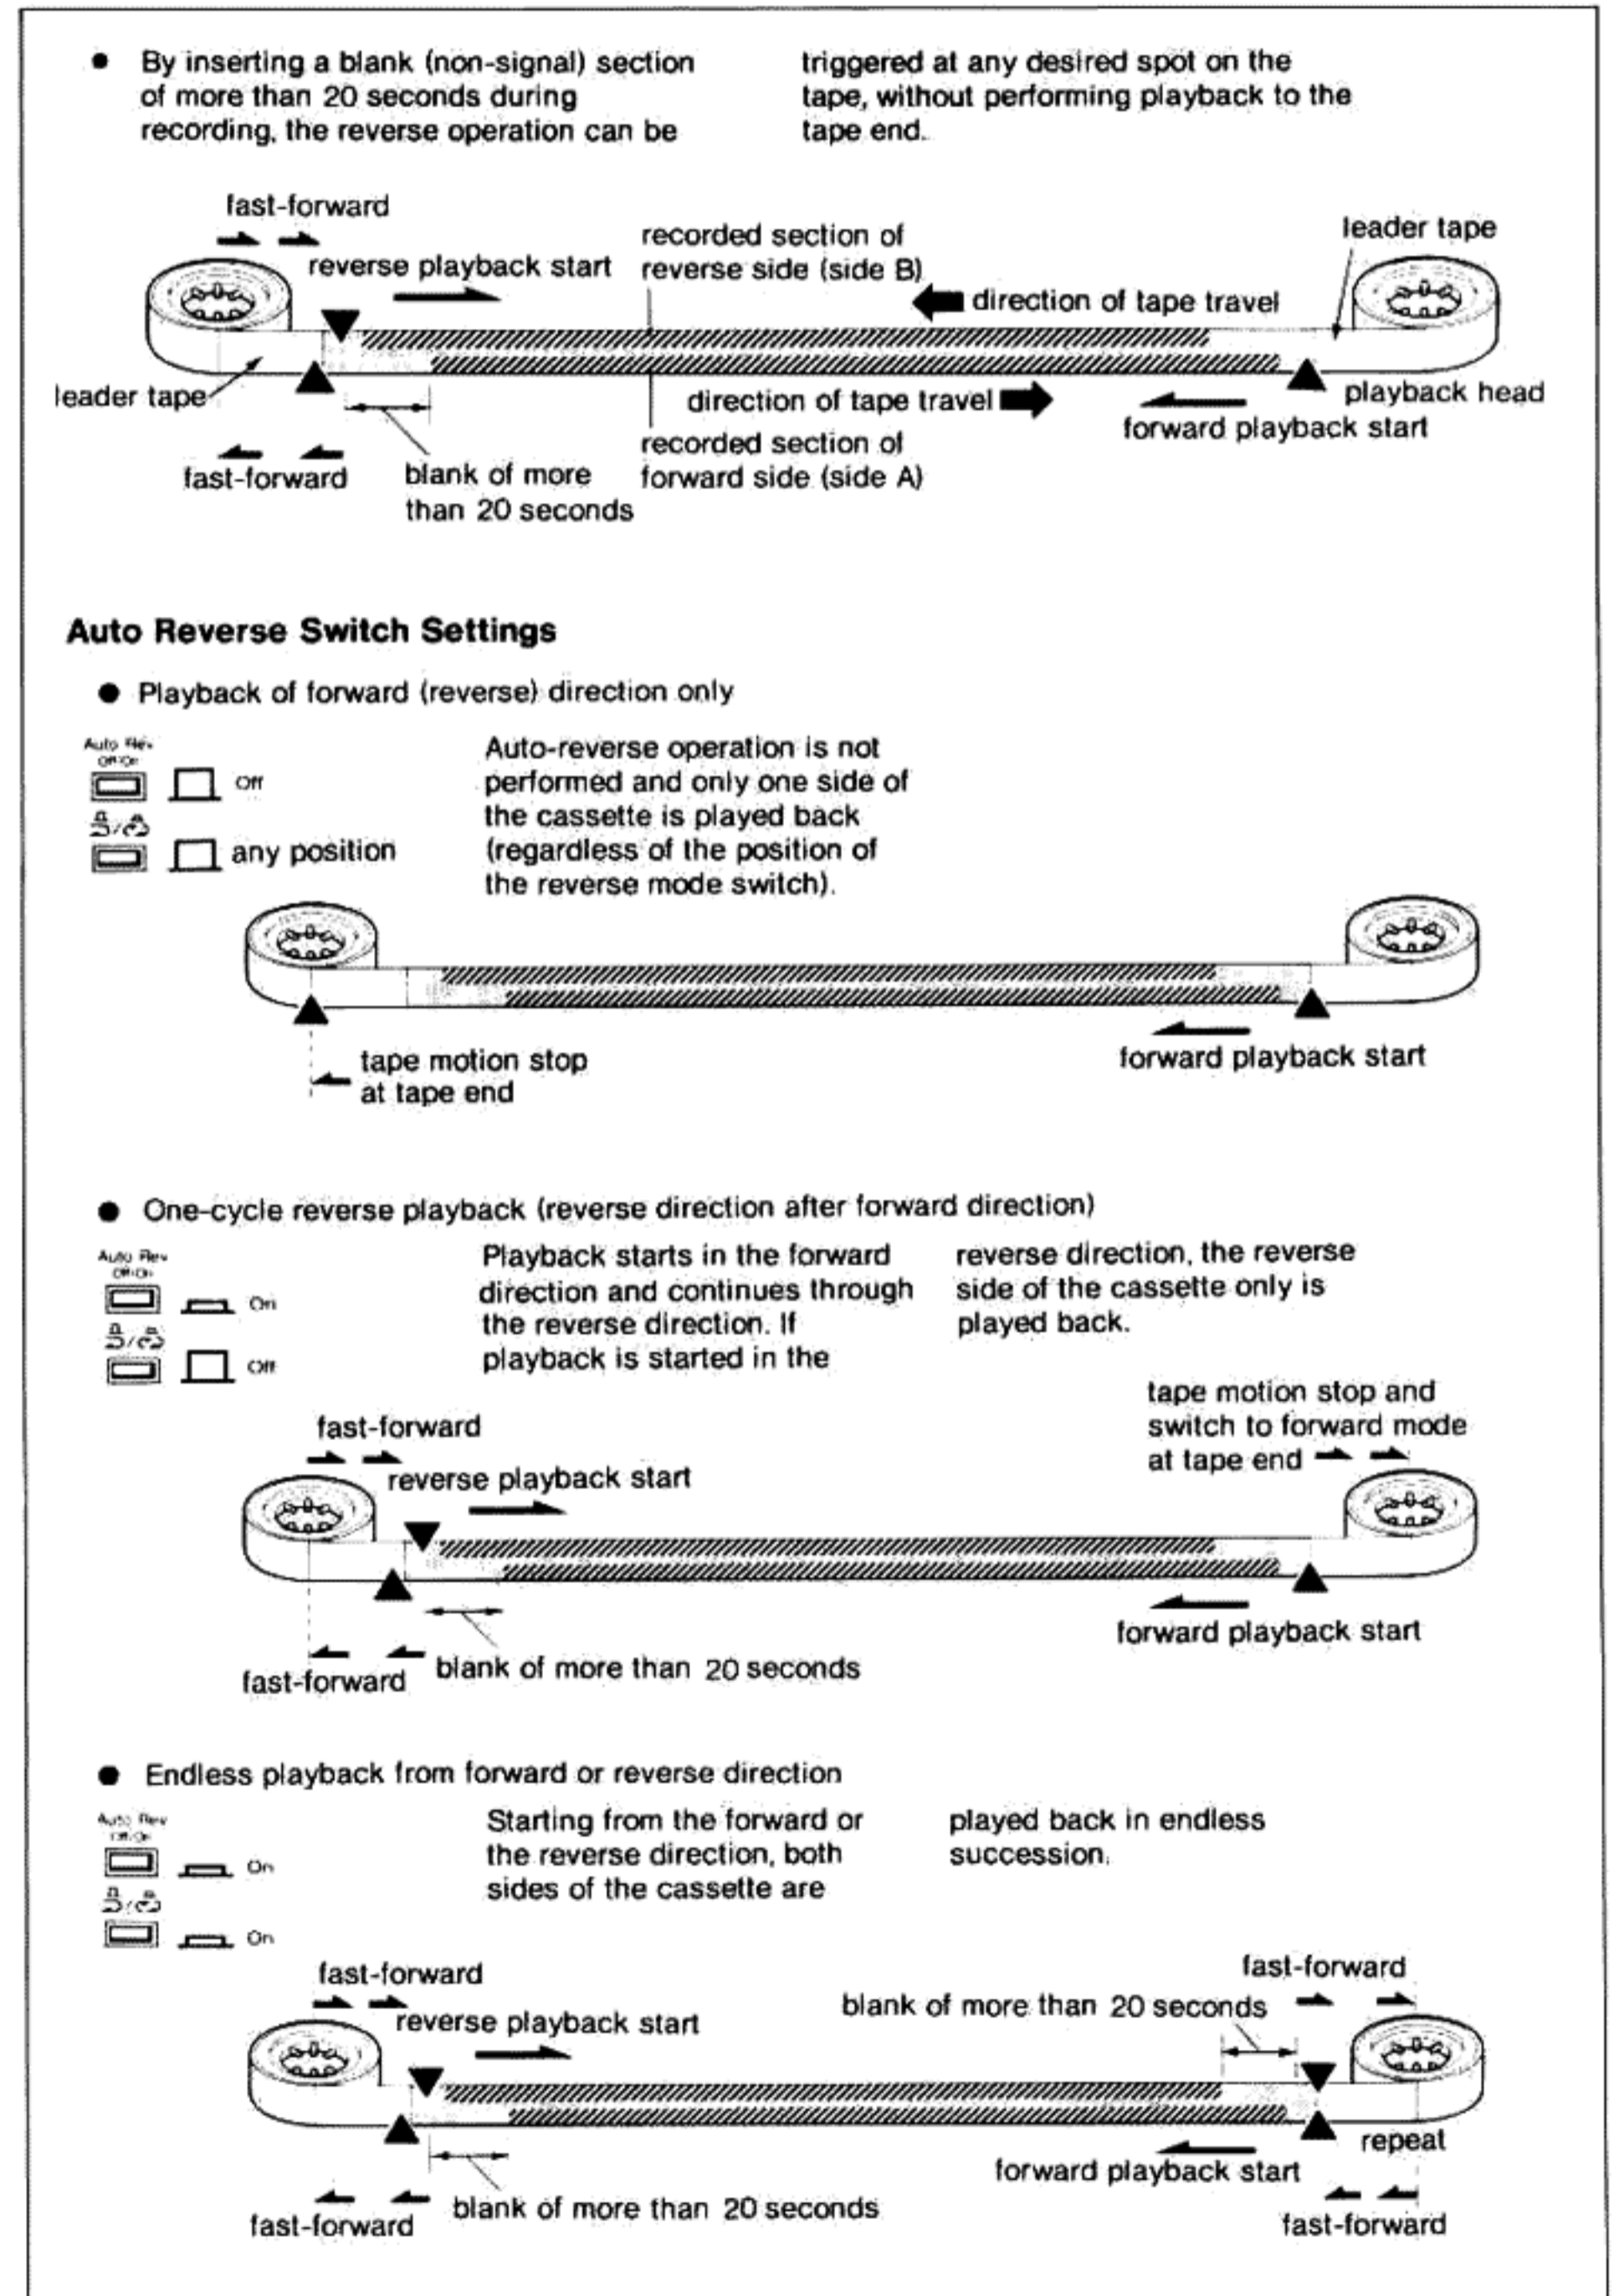 ● By inserting a blank (non-signal) section
of more than 20 seconds during
recording, the reverse operation can be
triggered at any desired spot on the
tape, without performing playback to the
tape end.
fast-forward
reverse playback start
recorded section of
reverse side (side B)
direction of tape travel
leader tape
leader tape
direction of tape travel
playback head
forward playback start
recorded section of
forward side (side A)
fast-forward
blank of more
than 20 seconds
Auto Reverse Switch Settings
● Playback of forward (reverse) direction only
Auto Rev
Off/On
Off
any position
Auto-reverse operation is not
performed and only one side of
the cassette is played back
(regardless of the position of
the reverse mode switch).
forward playback start
tape motion stop
at tape end
● One-cycle reverse playback (reverse direction after forward direction)
Auto Rev
Off/On
On
Off
Playback starts in the forward
direction and continues through
the reverse direction. If
playback is started in the
reverse direction, the reverse
side of the cassette only is
played back.
tape motion stop and
switch to forward mode
at tape end
fast-forward
reverse playback start
forward playback start
fast-forward
blank of more than 20 seconds
● Endless playback from forward or reverse direction
Auto Rev
Off/On
On
On
Starting from the forward or
the reverse direction, both
sides of the cassette are
played back in endless
succession.
fast-forward
reverse playback start
fast-forward
blank of more than 20 seconds
repeat
forward playback start
fast-forward
blank of more than 20 seconds
fast-forward